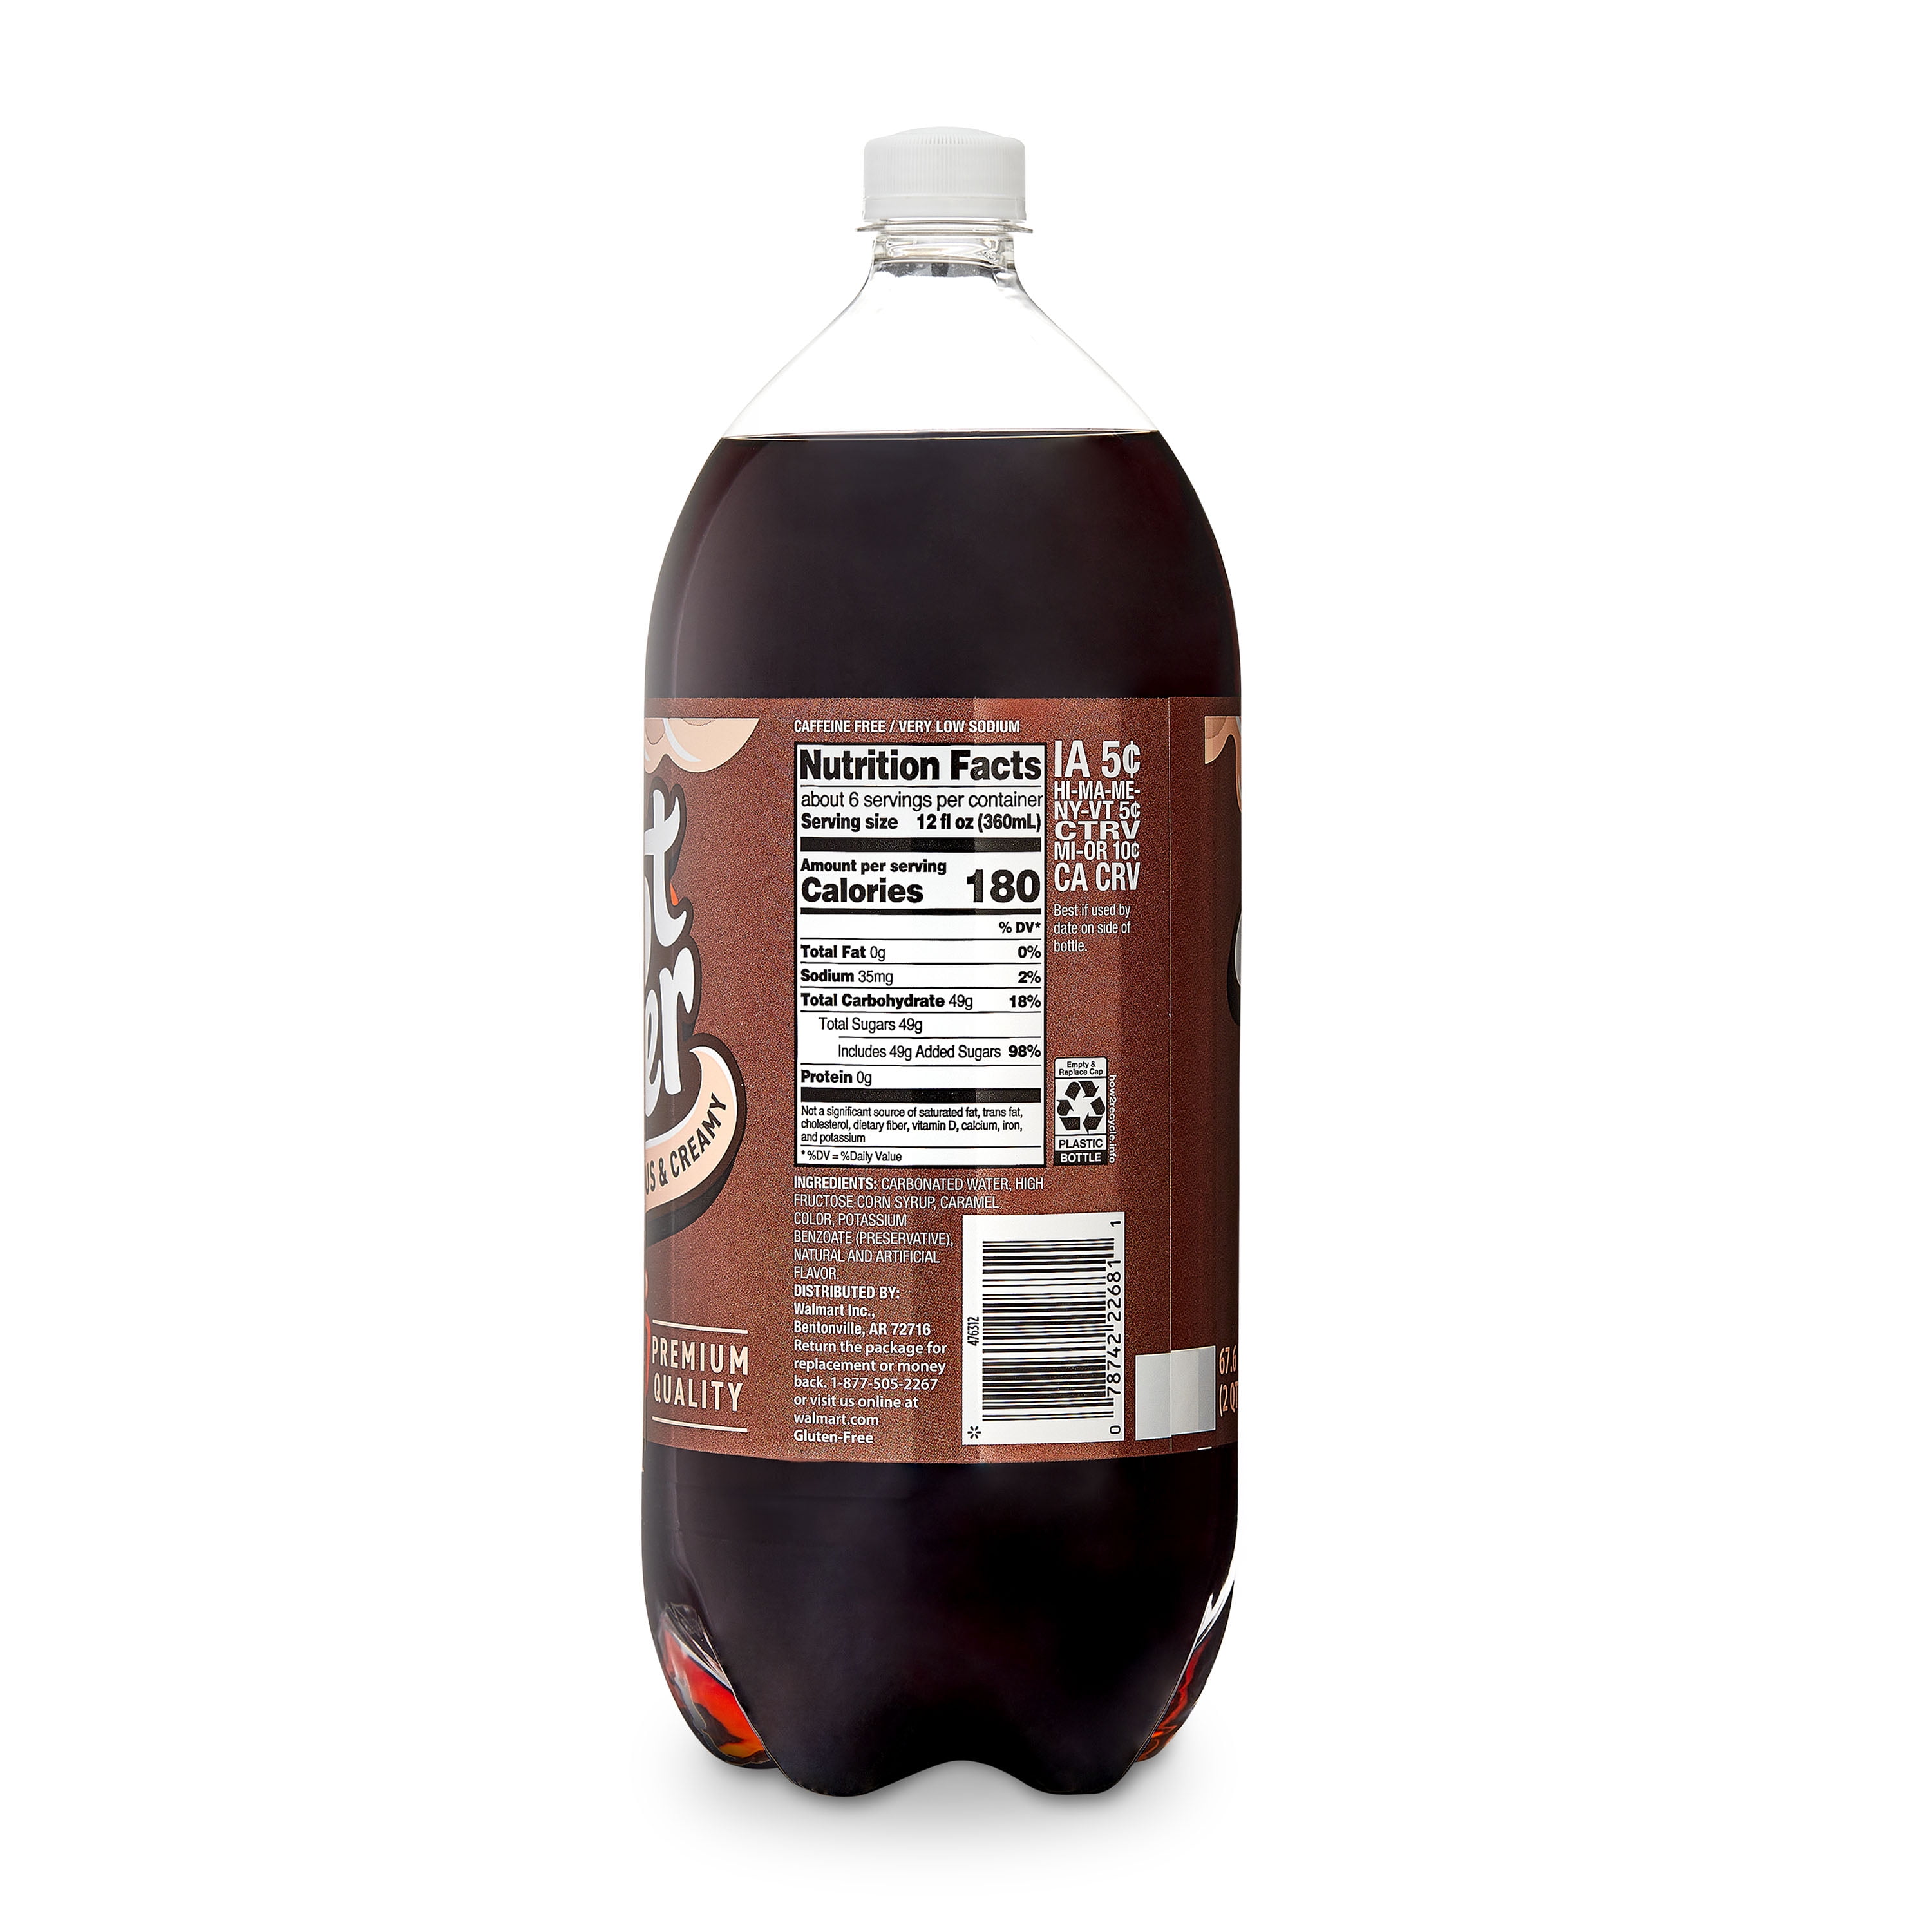 CAFFEINE FREE / VERY LOW SODIUM
Nutrition Facts
about 6 servings per container
Serving size 12 fl oz (360mL)
Amount per serving
Calories 180
% DV*
Total Fat 0g 0%
Sodium 35mg 2%
Total Carbohydrate 49g 18%
Total Sugars 49g
Includes 49g Added Sugars 98%
Protein 0g
Not a significant source of saturated fat, trans fat,
cholesterol, dietary fiber, vitamin D, calcium, iron,
and potassium
*%DV = %Daily Value
IA 5¢
HI-MA-ME-
NY-VT 5¢
CTRV
MI-OR 10¢
CA CRV
Best if used by
date on side of
bottle.
Empty &
Replace Cap
PLASTIC
BOTTLE
how2recycle.info
INGREDIENTS: CARBONATED WATER, HIGH
FRUCTOSE CORN SYRUP, CARAMEL
COLOR, POTASSIUM
BENZOATE (PRESERVATIVE),
NATURAL AND ARTIFICIAL
FLAVOR.
DISTRIBUTED BY:
Walmart Inc.,
Bentonville, AR 72716
Return the package for
replacement or money
back. 1-877-505-2267
or visit us online at
walmart.com
Gluten-Free
476312
0 78742 22681 1
t
er
US & CREAMY
PREMIUM
QUALITY
67.6
(2 QT